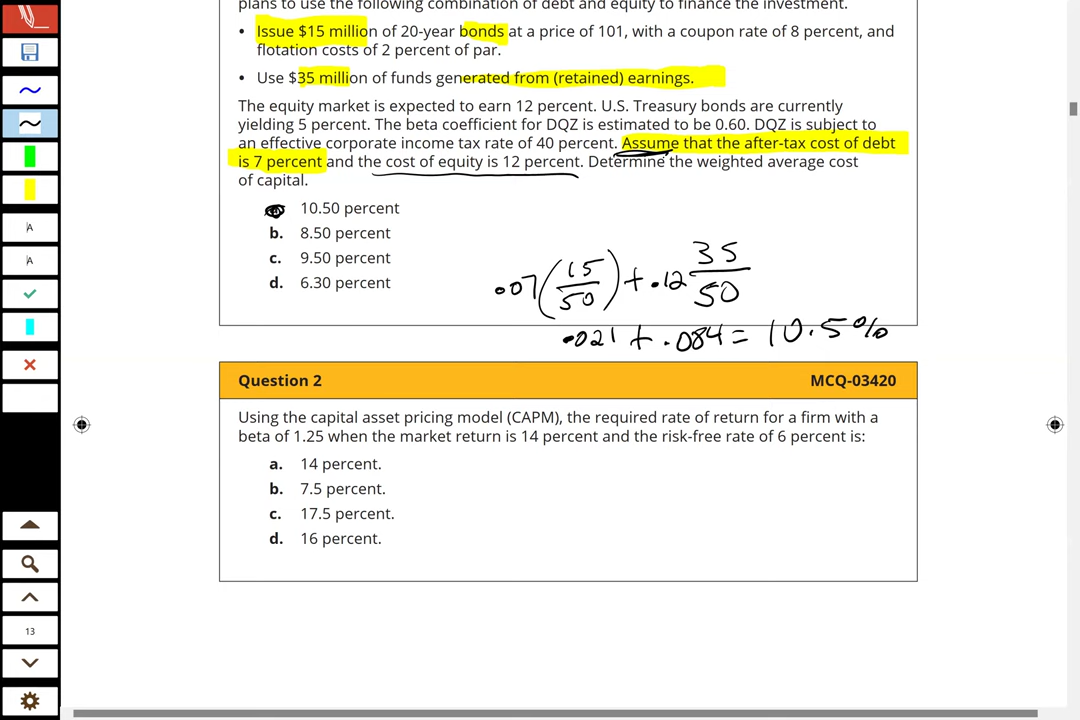 plans to use the following combination of debt and equity to finance the investment.
• Issue $15 million of 20-year bonds at a price of 101, with a coupon rate of 8 percent, and
flotation costs of 2 percent of par.
• Use $35 million of funds generated from (retained) earnings.
The equity market is expected to earn 12 percent. U.S. Treasury bonds are currently
yielding 5 percent. The beta coefficient for DQZ is estimated to be 0.60. DQZ is subject to
an effective corporate income tax rate of 40 percent. Assume that the after-tax cost of debt
is 7 percent and the cost of equity is 12 percent. Determine the weighted average cost
of capital.
10.50 percent
b. 8.50 percent
c. 9.50 percent
d. 6.30 percent
.07(15/50) + .12 35/50
.021 + .084 = 10.5%
Question 2 MCQ-03420
Using the capital asset pricing model (CAPM), the required rate of return for a firm with a
beta of 1.25 when the market return is 14 percent and the risk-free rate of 6 percent is:
a. 14 percent.
b. 7.5 percent.
c. 17.5 percent.
d. 16 percent.
A
A
13